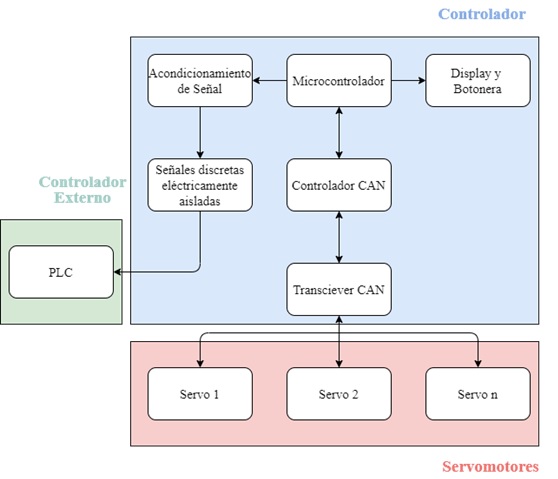 Controlador
Acondicionamiento
de Señal
Microcontrolador
Display y
Botonera
Señales discretas
eléctricamente
aisladas
Controlador CAN
Controlador
Externo
PLC
Transciever CAN
Servo 1
Servo 2
Servo n
Servomotores